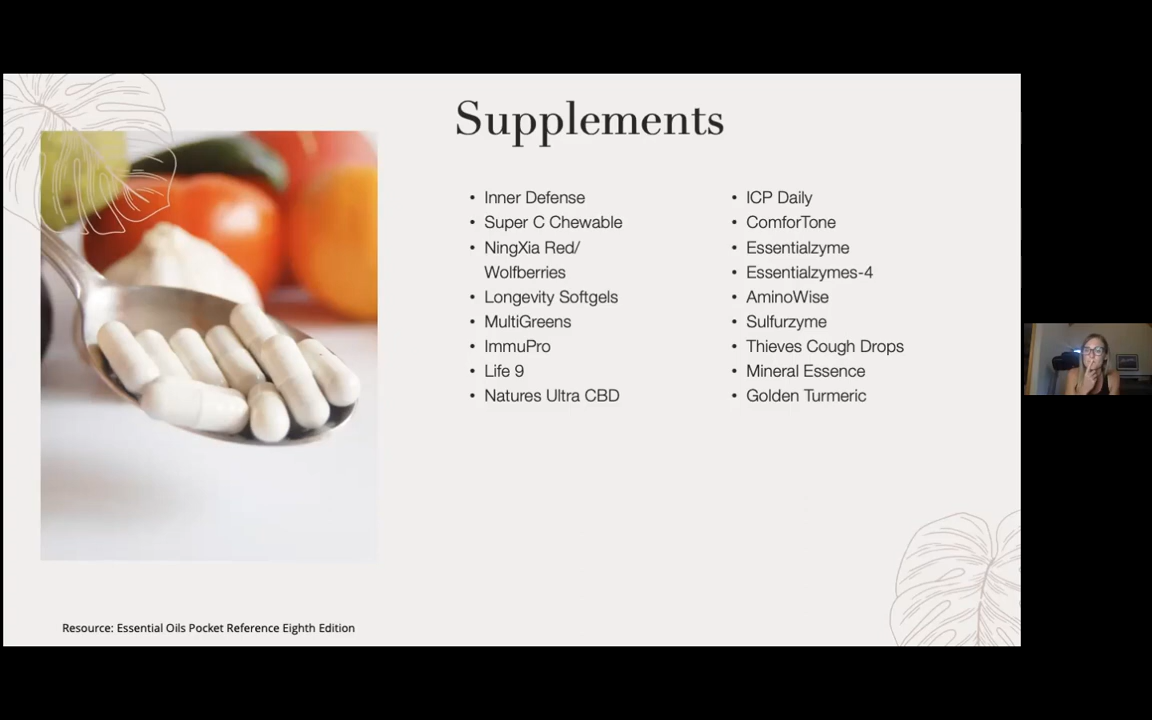 Supplements
• Inner Defense
• Super C Chewable
• NingXia Red/
Wolfberries
• Longevity Softgels
• MultiGreens
• ImmuPro
• Life 9
• Natures Ultra CBD
• ICP Daily
• ComforTone
• Essentialzyme
• Essentialzymes-4
• AminoWise
• Sulfurzyme
• Thieves Cough Drops
• Mineral Essence
• Golden Turmeric
Resource: Essential Oils Pocket Reference Eighth Edition